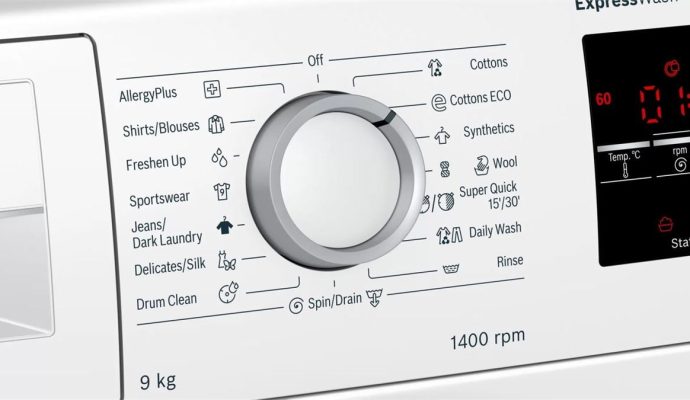 ExpressWash
Off
AllergyPlus
Shirts/Blouses
Freshen Up
Sportswear
9
Jeans/
Dark Laundry
Delicates/Silk
Drum Clean
Spin/Drain
Cottons
e Cottons ECO
Synthetics
Wool
Super Quick
15'/30'
Daily Wash
Rinse
9 kg
1400 rpm
60
Temp. °C
rpm